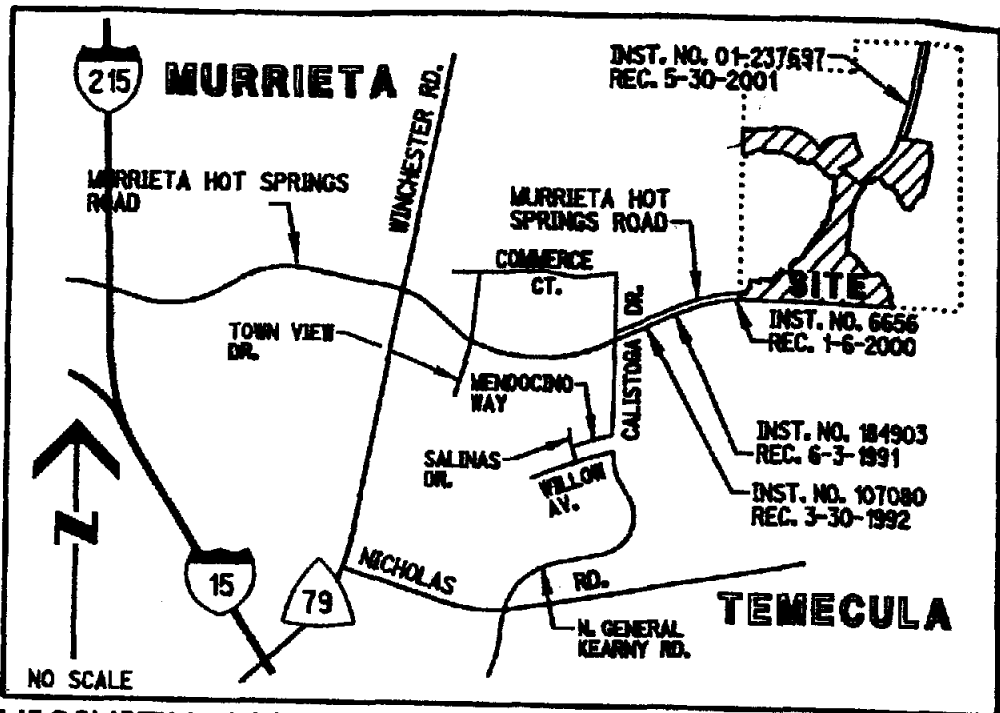 INST. NO. 01-237697
REC. 5-30-2001
215
MURRIETA
WINCHESTER RD.
MURRIETA HOT SPRINGS
ROAD
MURRIETA HOT
SPRINGS ROAD
COMMERCE
CT.
SITE
CALISTOGA DR.
INST. NO. 6656
REC. 1-6-2000
TOWN VIEW
DR.
MENDOCINO
WAY
INST. NO. 184903
REC. 6-3-1991
SALINAS
DR.
WILLOW
AV.
INST. NO. 107080
REC. 3-30-1992
N
NICHOLAS RD.
15
79
TEMECULA
N. GENERAL
KEARNY RD.
NO SCALE